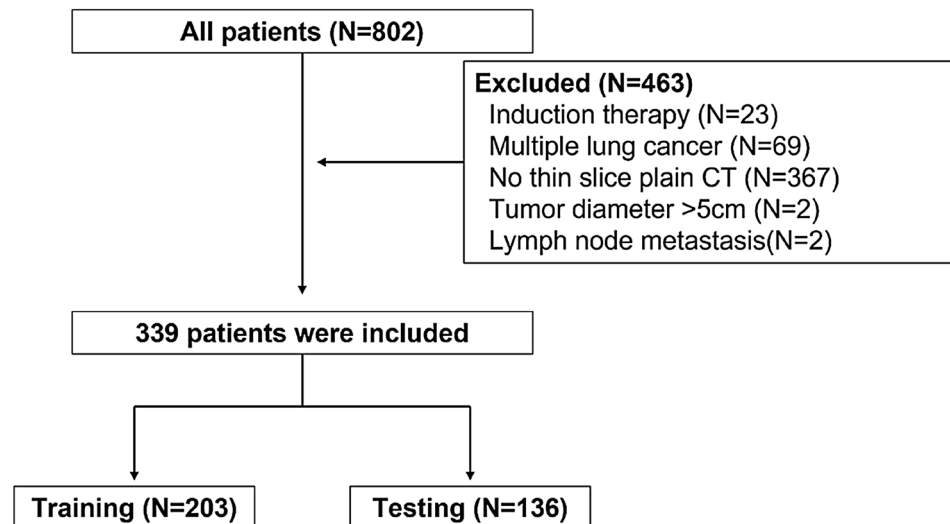 All patients (N=802)
Excluded (N=463)
Induction therapy (N=23)
Multiple lung cancer (N=69)
No thin slice plain CT (N=367)
Tumor diameter >5cm (N=2)
Lymph node metastasis(N=2)
339 patients were included
Training (N=203)
Testing (N=136)